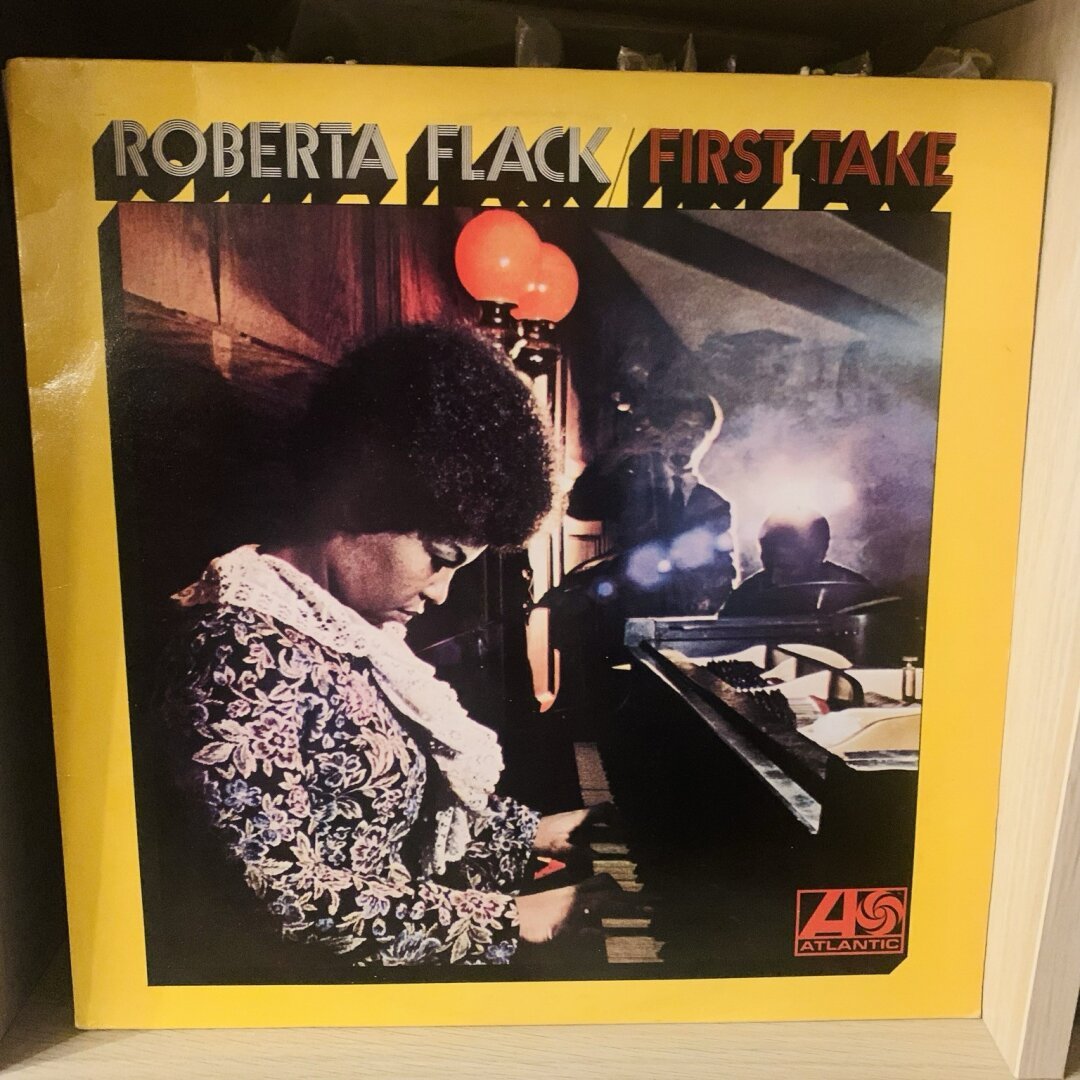 ROBERTA FLACK / FIRST TAKE
ATLANTIC